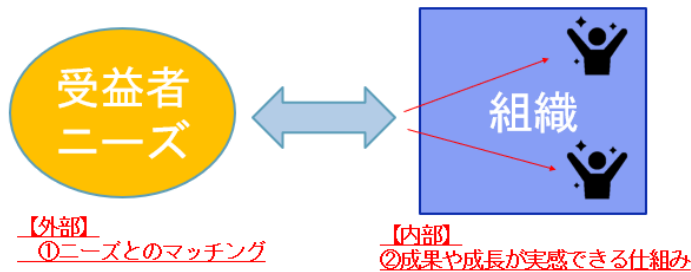 受益者
ニーズ
組織
【外部】
①ニーズとのマッチング
【内部】
②成果や成長が実感できる仕組み